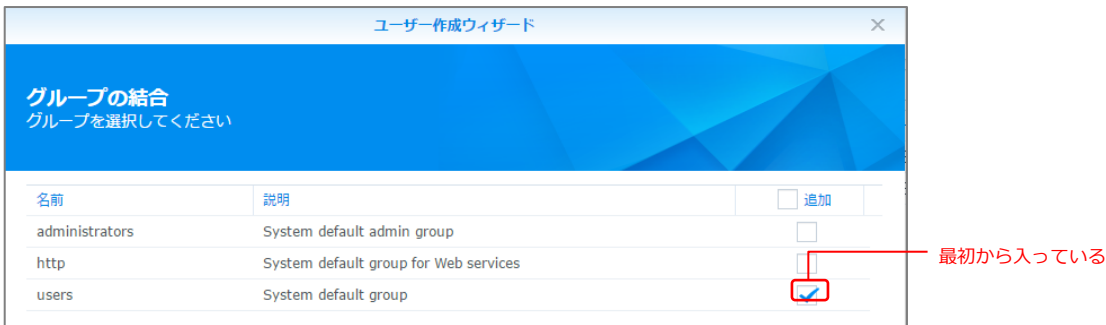 ユーザー作成ウィザード
グループの結合
グループを選択してください
名前 説明 追加
administrators System default admin group
http System default group for Web services
users System default group
最初から入っている